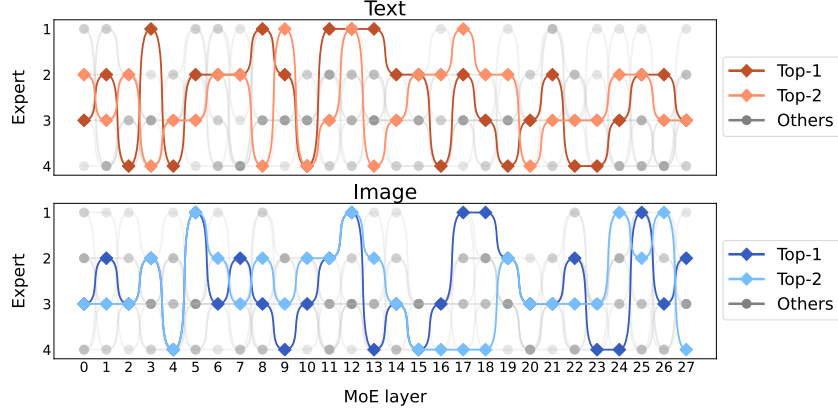 Text
Expert
1
2
3
4
Top-1
Top-2
Others
Image
Expert
1
2
3
4
Top-1
Top-2
Others
0 1 2 3 4 5 6 7 8 9 10 11 12 13 14 15 16 17 18 19 20 21 22 23 24 25 26 27
MoE layer